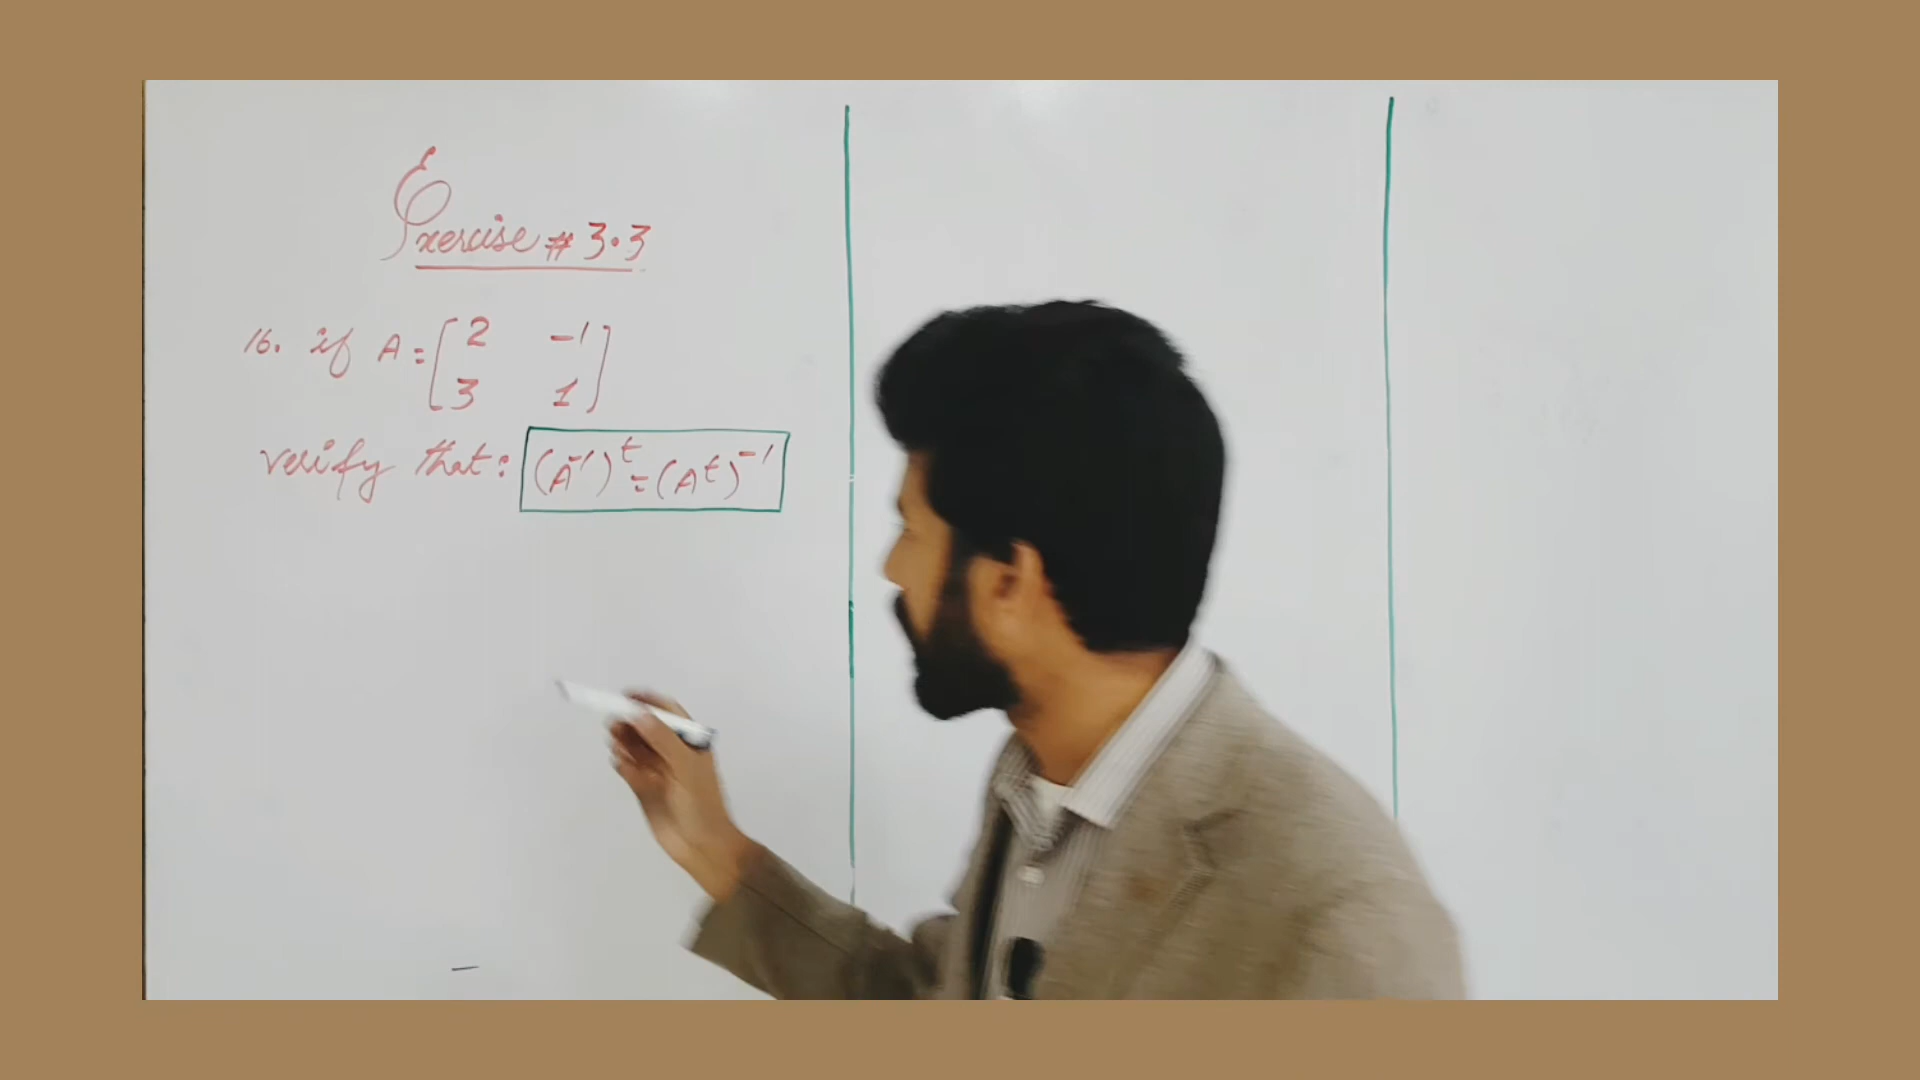 Exercise # 3.3
16. if A = [2 -1
3 1]
verify that: (A⁻¹)ᵗ = (Aᵗ)⁻¹